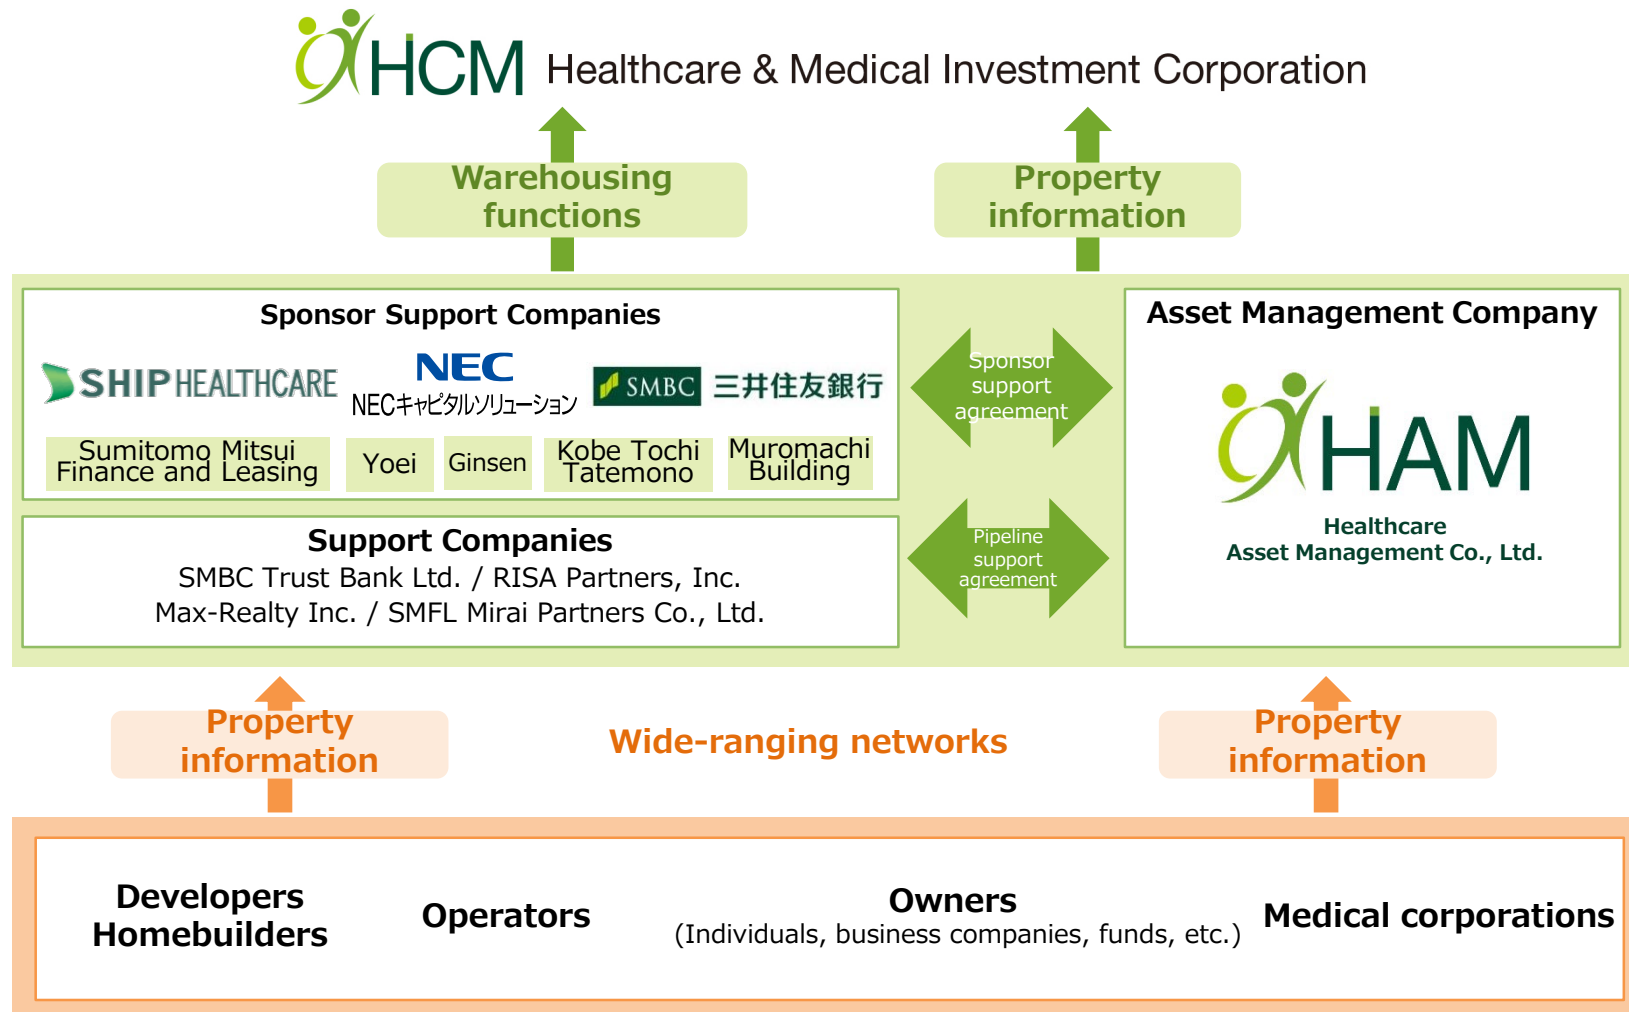 HCM Healthcare & Medical Investment Corporation
Warehousing
functions
Property
information
Sponsor Support Companies
SHIP HEALTHCARE
NEC
NECキャピタルソリューション
SMBC 三井住友銀行
Sumitomo Mitsui
Finance and Leasing
Yoei
Ginsen
Kobe Tochi
Tatemono
Muromachi
Building
Sponsor
support
agreement
Asset Management Company
HAM
Healthcare
Asset Management Co., Ltd.
Support Companies
SMBC Trust Bank Ltd. / RISA Partners, Inc.
Max-Realty Inc. / SMFL Mirai Partners Co., Ltd.
Pipeline
support
agreement
Property
information
Wide-ranging networks
Property
information
Developers
Homebuilders
Operators
Owners
(Individuals, business companies, funds, etc.)
Medical corporations